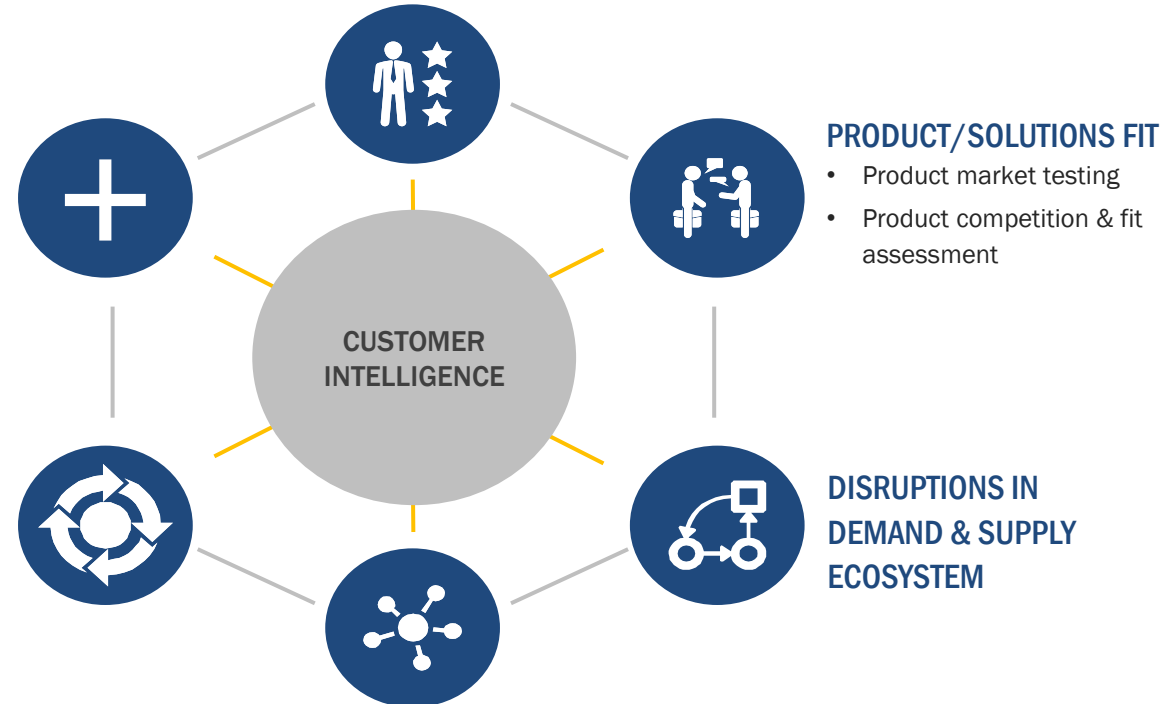 PRODUCT/SOLUTIONS FIT
• Product market testing
• Product competition & fit
assessment
CUSTOMER
INTELLIGENCE
DISRUPTIONS IN
DEMAND & SUPPLY
ECOSYSTEM